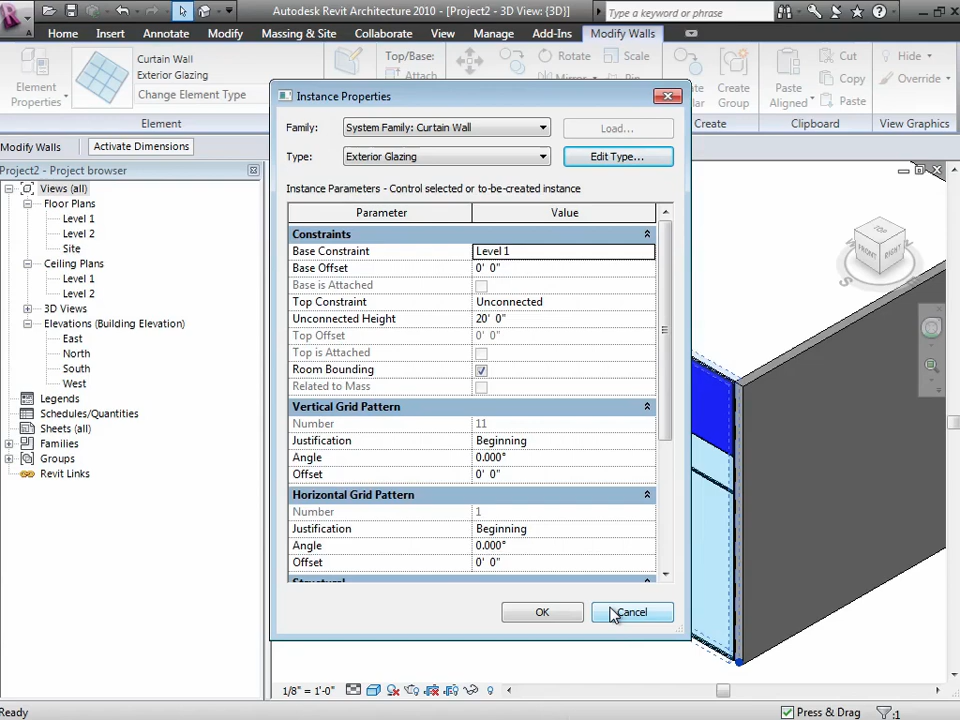 Autodesk Revit Architecture 2010 - [Project2 - 3D View: {3D}]
Type a keyword or phrase
Home Insert Annotate Modify Massing & Site Collaborate View Manage Add-Ins Modify Walls
Element
Properties
Curtain Wall
Exterior Glazing
Change Element Type
Top/Base:
Attach
Rotate
Scale
Create
Group
Paste
Aligned
Cut
Copy
Paste
Hide
Override
Element
Create
Clipboard
View Graphics
Modify Walls
Activate Dimensions
Project2 - Project browser
Views (all)
Floor Plans
Level 1
Level 2
Site
Ceiling Plans
Level 1
Level 2
3D Views
Elevations (Building Elevation)
East
North
South
West
Legends
Schedules/Quantities
Sheets (all)
Families
Groups
Revit Links
Instance Properties
Family: System Family: Curtain Wall Load...
Type: Exterior Glazing Edit Type...
Instance Parameters - Control selected or to-be-created instance
Parameter Value
Constraints
Base Constraint Level 1
Base Offset 0' 0"
Base is Attached
Top Constraint Unconnected
Unconnected Height 20' 0"
Top Offset 0' 0"
Top is Attached
Room Bounding
Related to Mass
Vertical Grid Pattern
Number 11
Justification Beginning
Angle 0.000°
Offset 0' 0"
Horizontal Grid Pattern
Number 1
Justification Beginning
Angle 0.000°
Offset 0' 0"
Structural
OK Cancel
TOP
FRONT
RIGHT
S
1/8" = 1'-0"
Ready
Press & Drag
:1